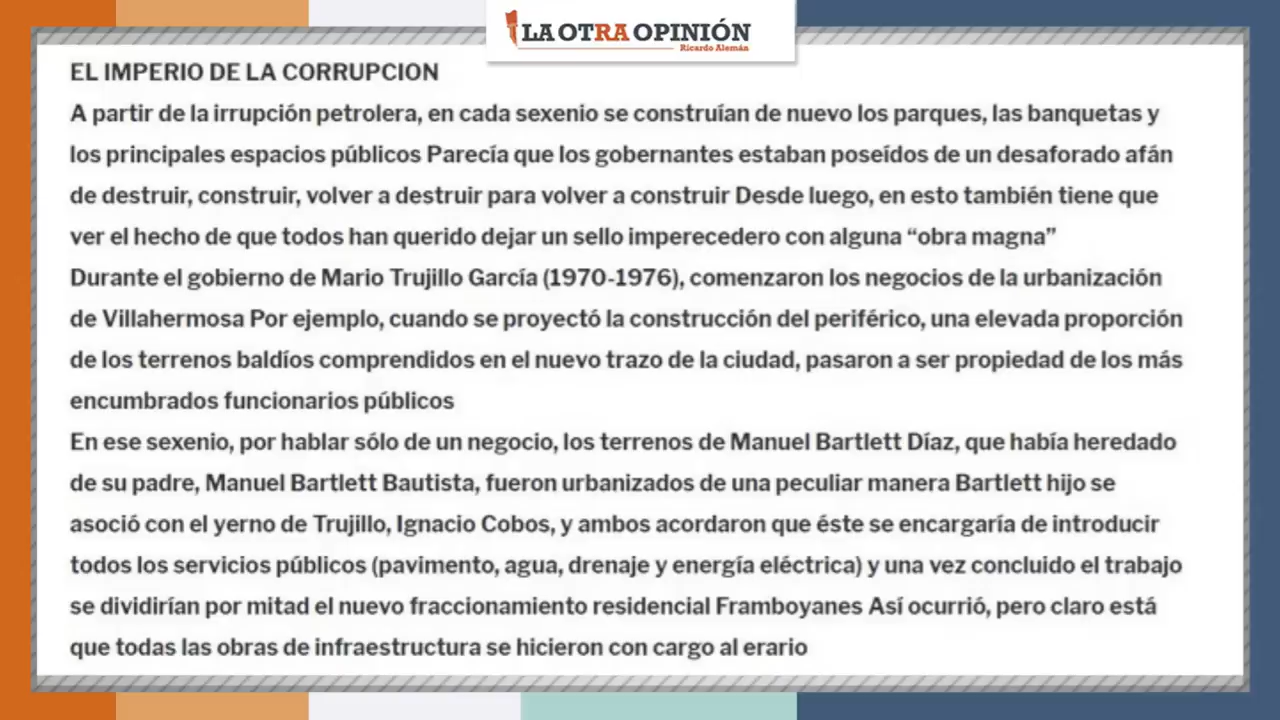 LA OTRA OPINIÓN
Ricardo Alemán
EL IMPERIO DE LA CORRUPCION
A partir de la irrupción petrolera, en cada sexenio se construían de nuevo los parques, las banquetas y
los principales espacios públicos Parecía que los gobernantes estaban poseídos de un desaforado afán
de destruir, construir, volver a destruir para volver a construir Desde luego, en esto también tiene que
ver el hecho de que todos han querido dejar un sello imperecedero con alguna “obra magna”
Durante el gobierno de Mario Trujillo García (1970-1976), comenzaron los negocios de la urbanización
de Villahermosa Por ejemplo, cuando se proyectó la construcción del periférico, una elevada proporción
de los terrenos baldíos comprendidos en el nuevo trazo de la ciudad, pasaron a ser propiedad de los más
encumbrados funcionarios públicos
En ese sexenio, por hablar sólo de un negocio, los terrenos de Manuel Bartlett Díaz, que había heredado
de su padre, Manuel Bartlett Bautista, fueron urbanizados de una peculiar manera Bartlett hijo se
asoció con el yerno de Trujillo, Ignacio Cobos, y ambos acordaron que éste se encargaría de introducir
todos los servicios públicos (pavimento, agua, drenaje y energía eléctrica) y una vez concluido el trabajo
se dividirían por mitad el nuevo fraccionamiento residencial Framboyanes Así ocurrió, pero claro está
que todas las obras de infraestructura se hicieron con cargo al erario